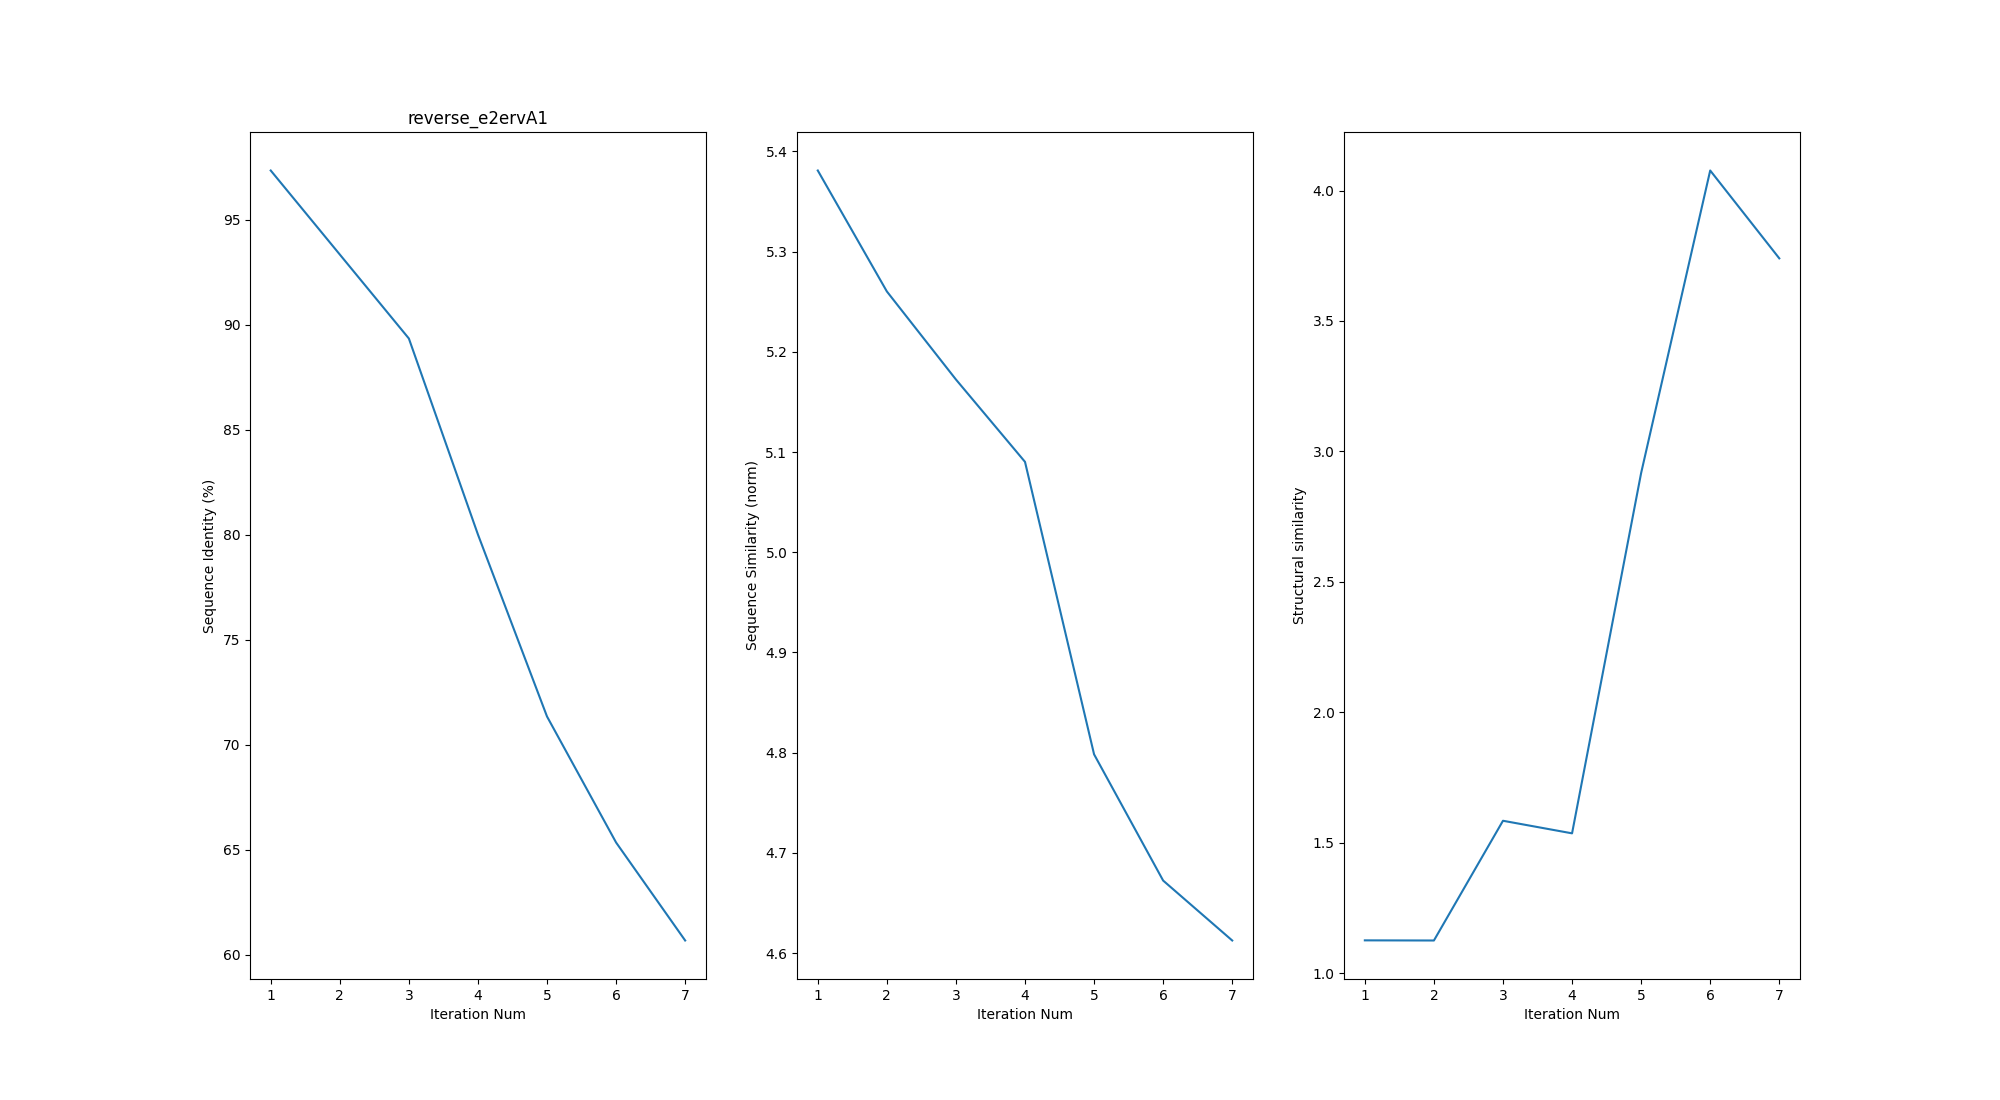 reverse_e2ervA1
Sequence Identity (%)
95
90
85
80
75
70
65
60
1 2 3 4 5 6 7
Iteration Num
Sequence Similarity (norm)
5.4
5.3
5.2
5.1
5.0
4.9
4.8
4.7
4.6
1 2 3 4 5 6 7
Iteration Num
Structural similarity
4.0
3.5
3.0
2.5
2.0
1.5
1.0
1 2 3 4 5 6 7
Iteration Num